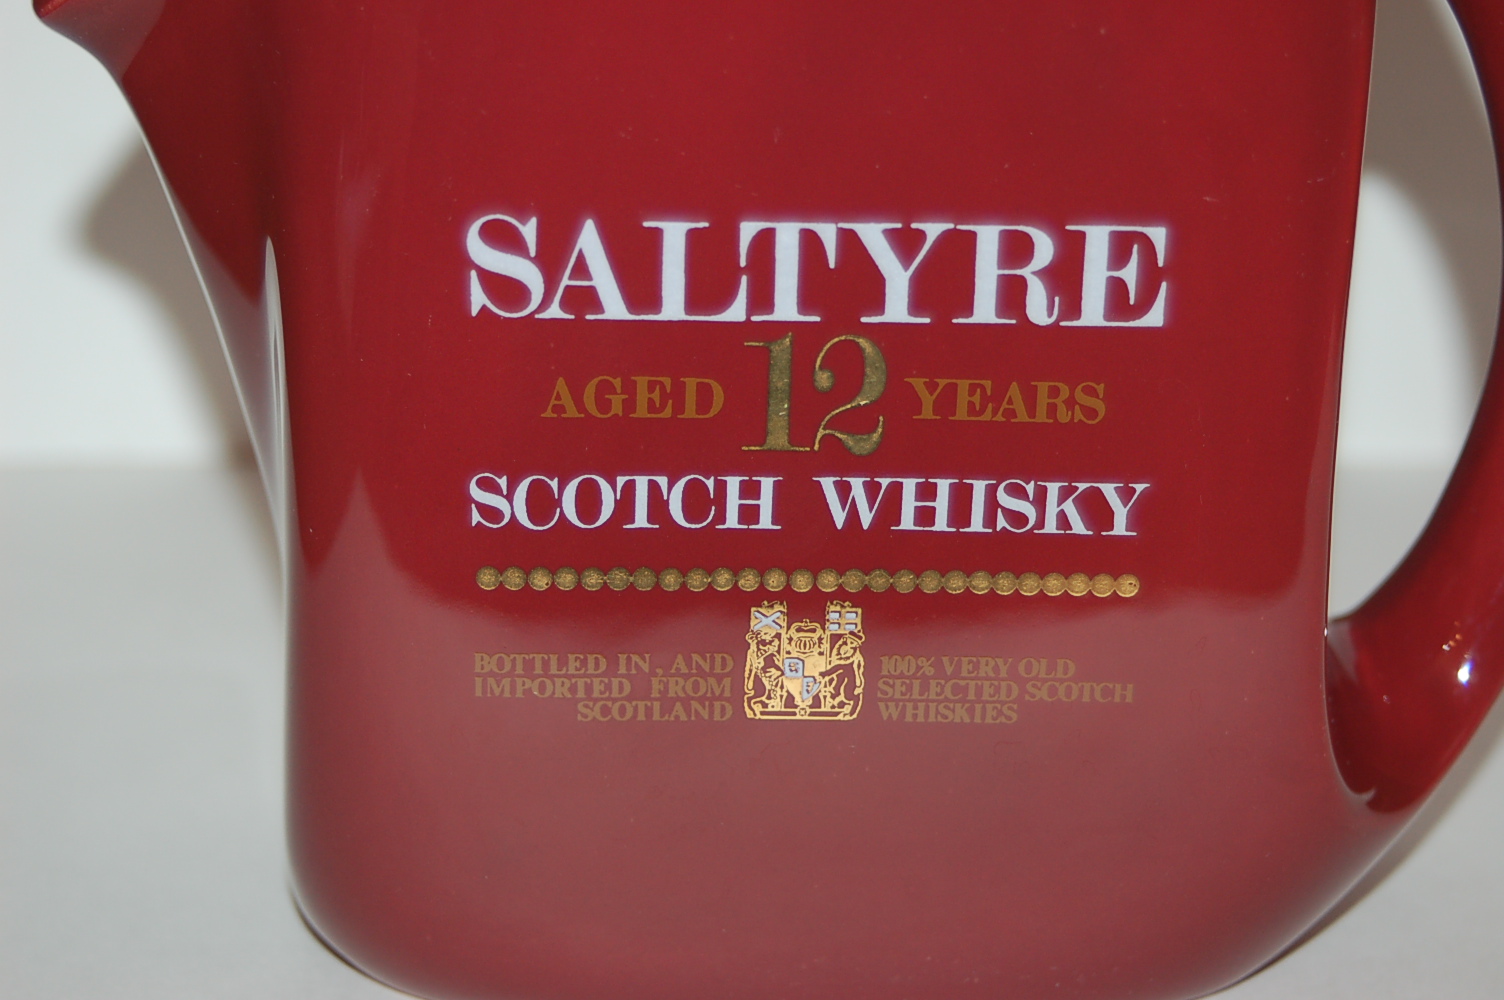 SALTYRE
AGED 12 YEARS
SCOTCH WHISKY
BOTTLED IN, AND
IMPORTED FROM
SCOTLAND
100% VERY OLD
SELECTED SCOTCH
WHISKIES